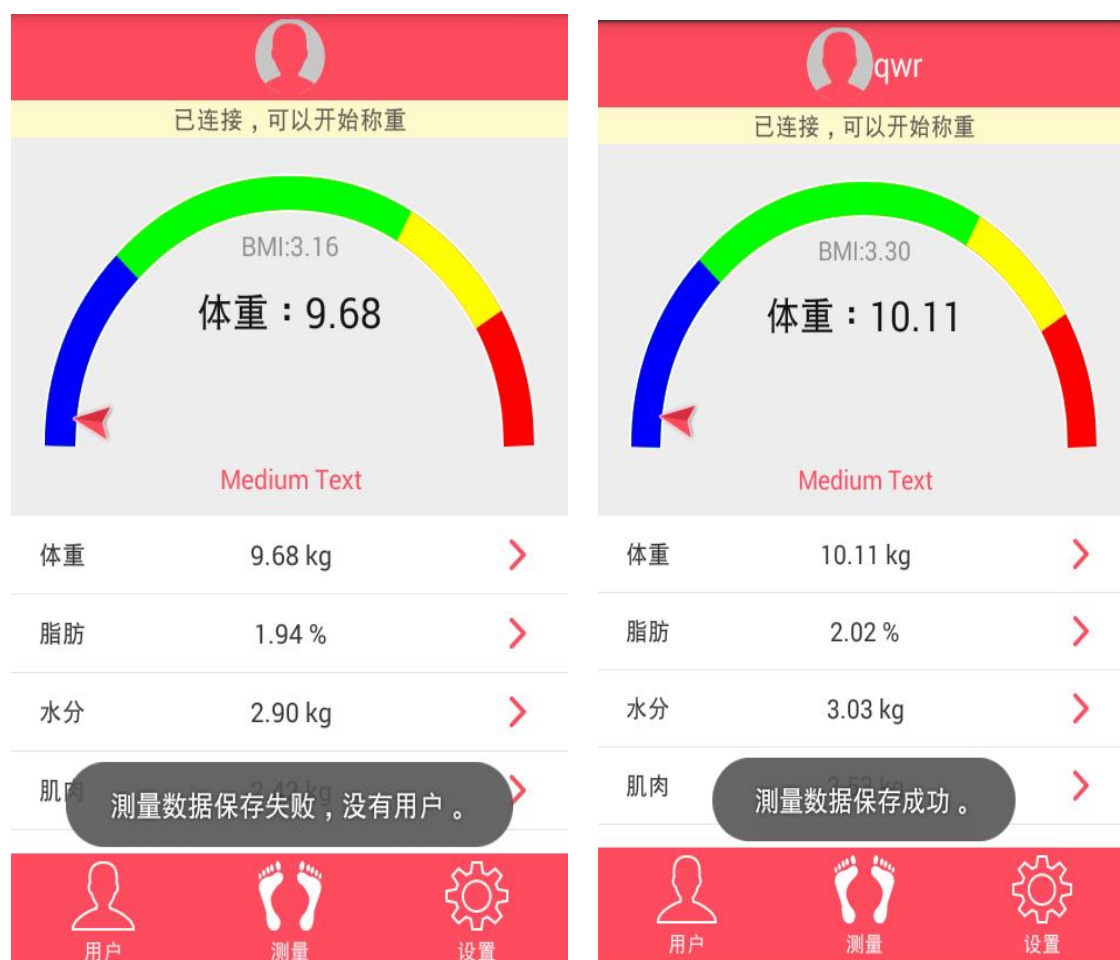 已连接，可以开始称重
BMI:3.16
体重：9.68
Medium Text
体重 9.68 kg
脂肪 1.94 %
水分 2.90 kg
肌肉
测量数据保存失败，没有用户。
用户 测量 设置
qwr
已连接，可以开始称重
BMI:3.30
体重：10.11
Medium Text
体重 10.11 kg
脂肪 2.02 %
水分 3.03 kg
肌肉
测量数据保存成功。
用户 测量 设置